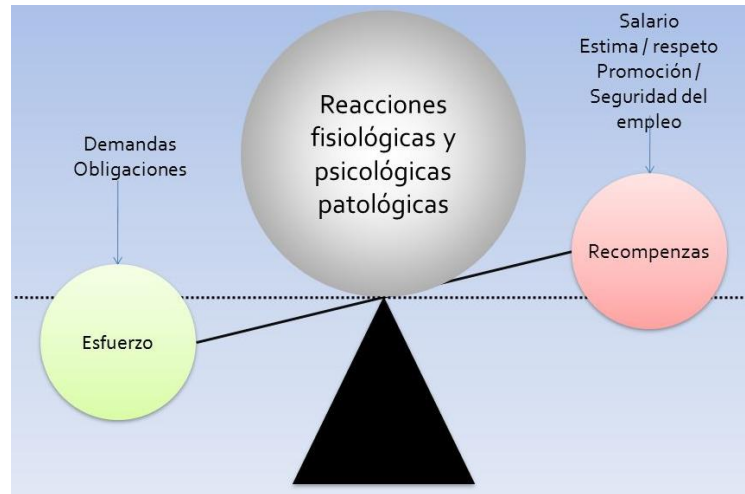 Salario
Estima / respeto
Promoción /
Seguridad del
empleo
Reacciones
fisiológicas y
psicológicas
patológicas
Demandas
Obligaciones
Recompenzas
Esfuerzo